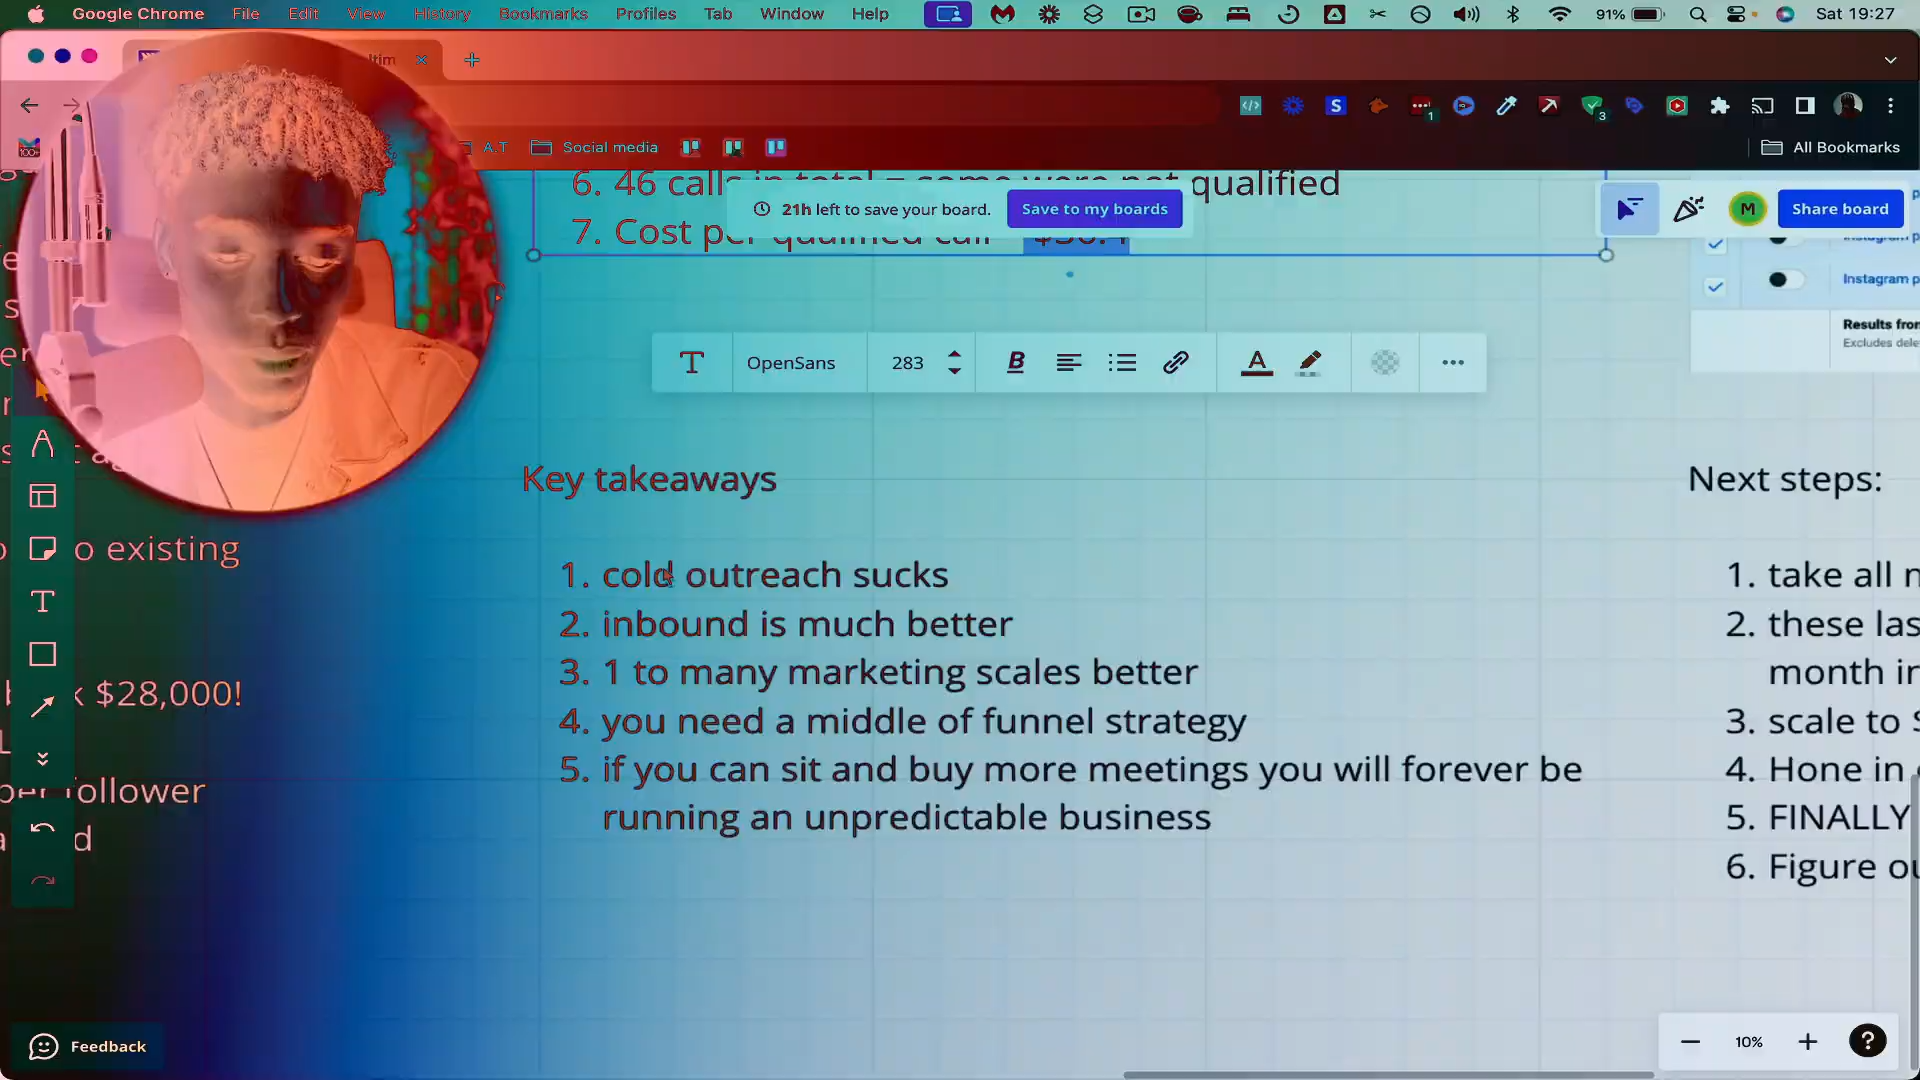 Google Chrome File Edit View History Bookmarks Profiles Tab Window Help 91% Sat 19:27
A.T Social media All Bookmarks
6. 46 calls in total = some were not qualified
21h left to save your board. Save to my boards
M Share board
7. Cost per qualified call
Instagram p
Results from
Excludes dele
OpenSans 283
Key takeaways
1. cold outreach sucks
2. inbound is much better
3. 1 to many marketing scales better
4. you need a middle of funnel strategy
5. if you can sit and buy more meetings you will forever be
running an unpredictable business
Next steps:
1. take all
2. these las
month in
3. scale to
4. Hone in
5. FINALLY
6. Figure
o existing
$28,000!
follower
Feedback
10%